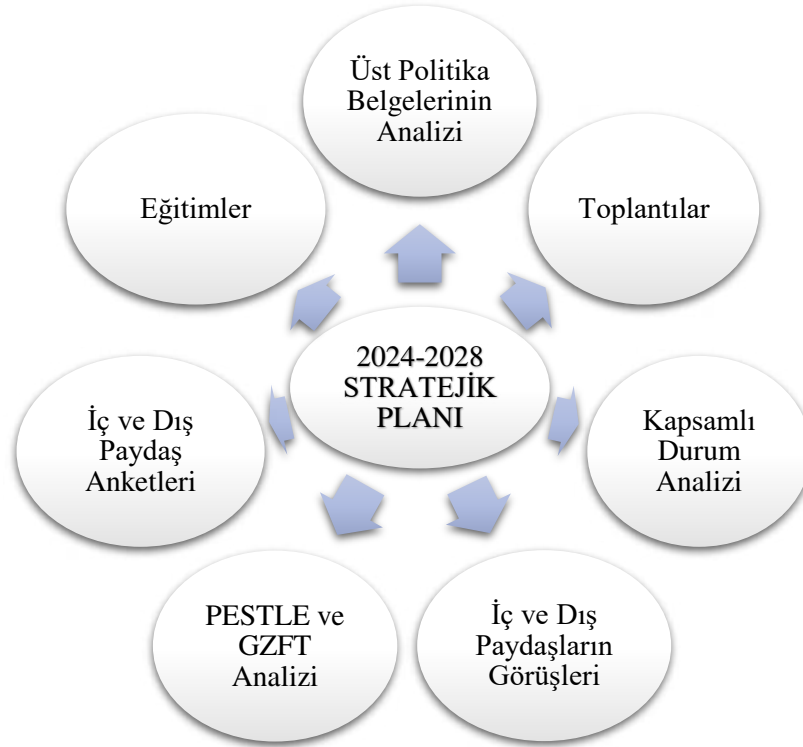 Üst Politika
Belgelerinin
Analizi
Eğitimler
Toplantılar
2024-2028
STRATEJİK
PLANI
İç ve Dış
Paydaş
Anketleri
Kapsamlı
Durum
Analizi
PESTLE ve
GZFT
Analizi
İç ve Dış
Paydaşların
Görüşleri